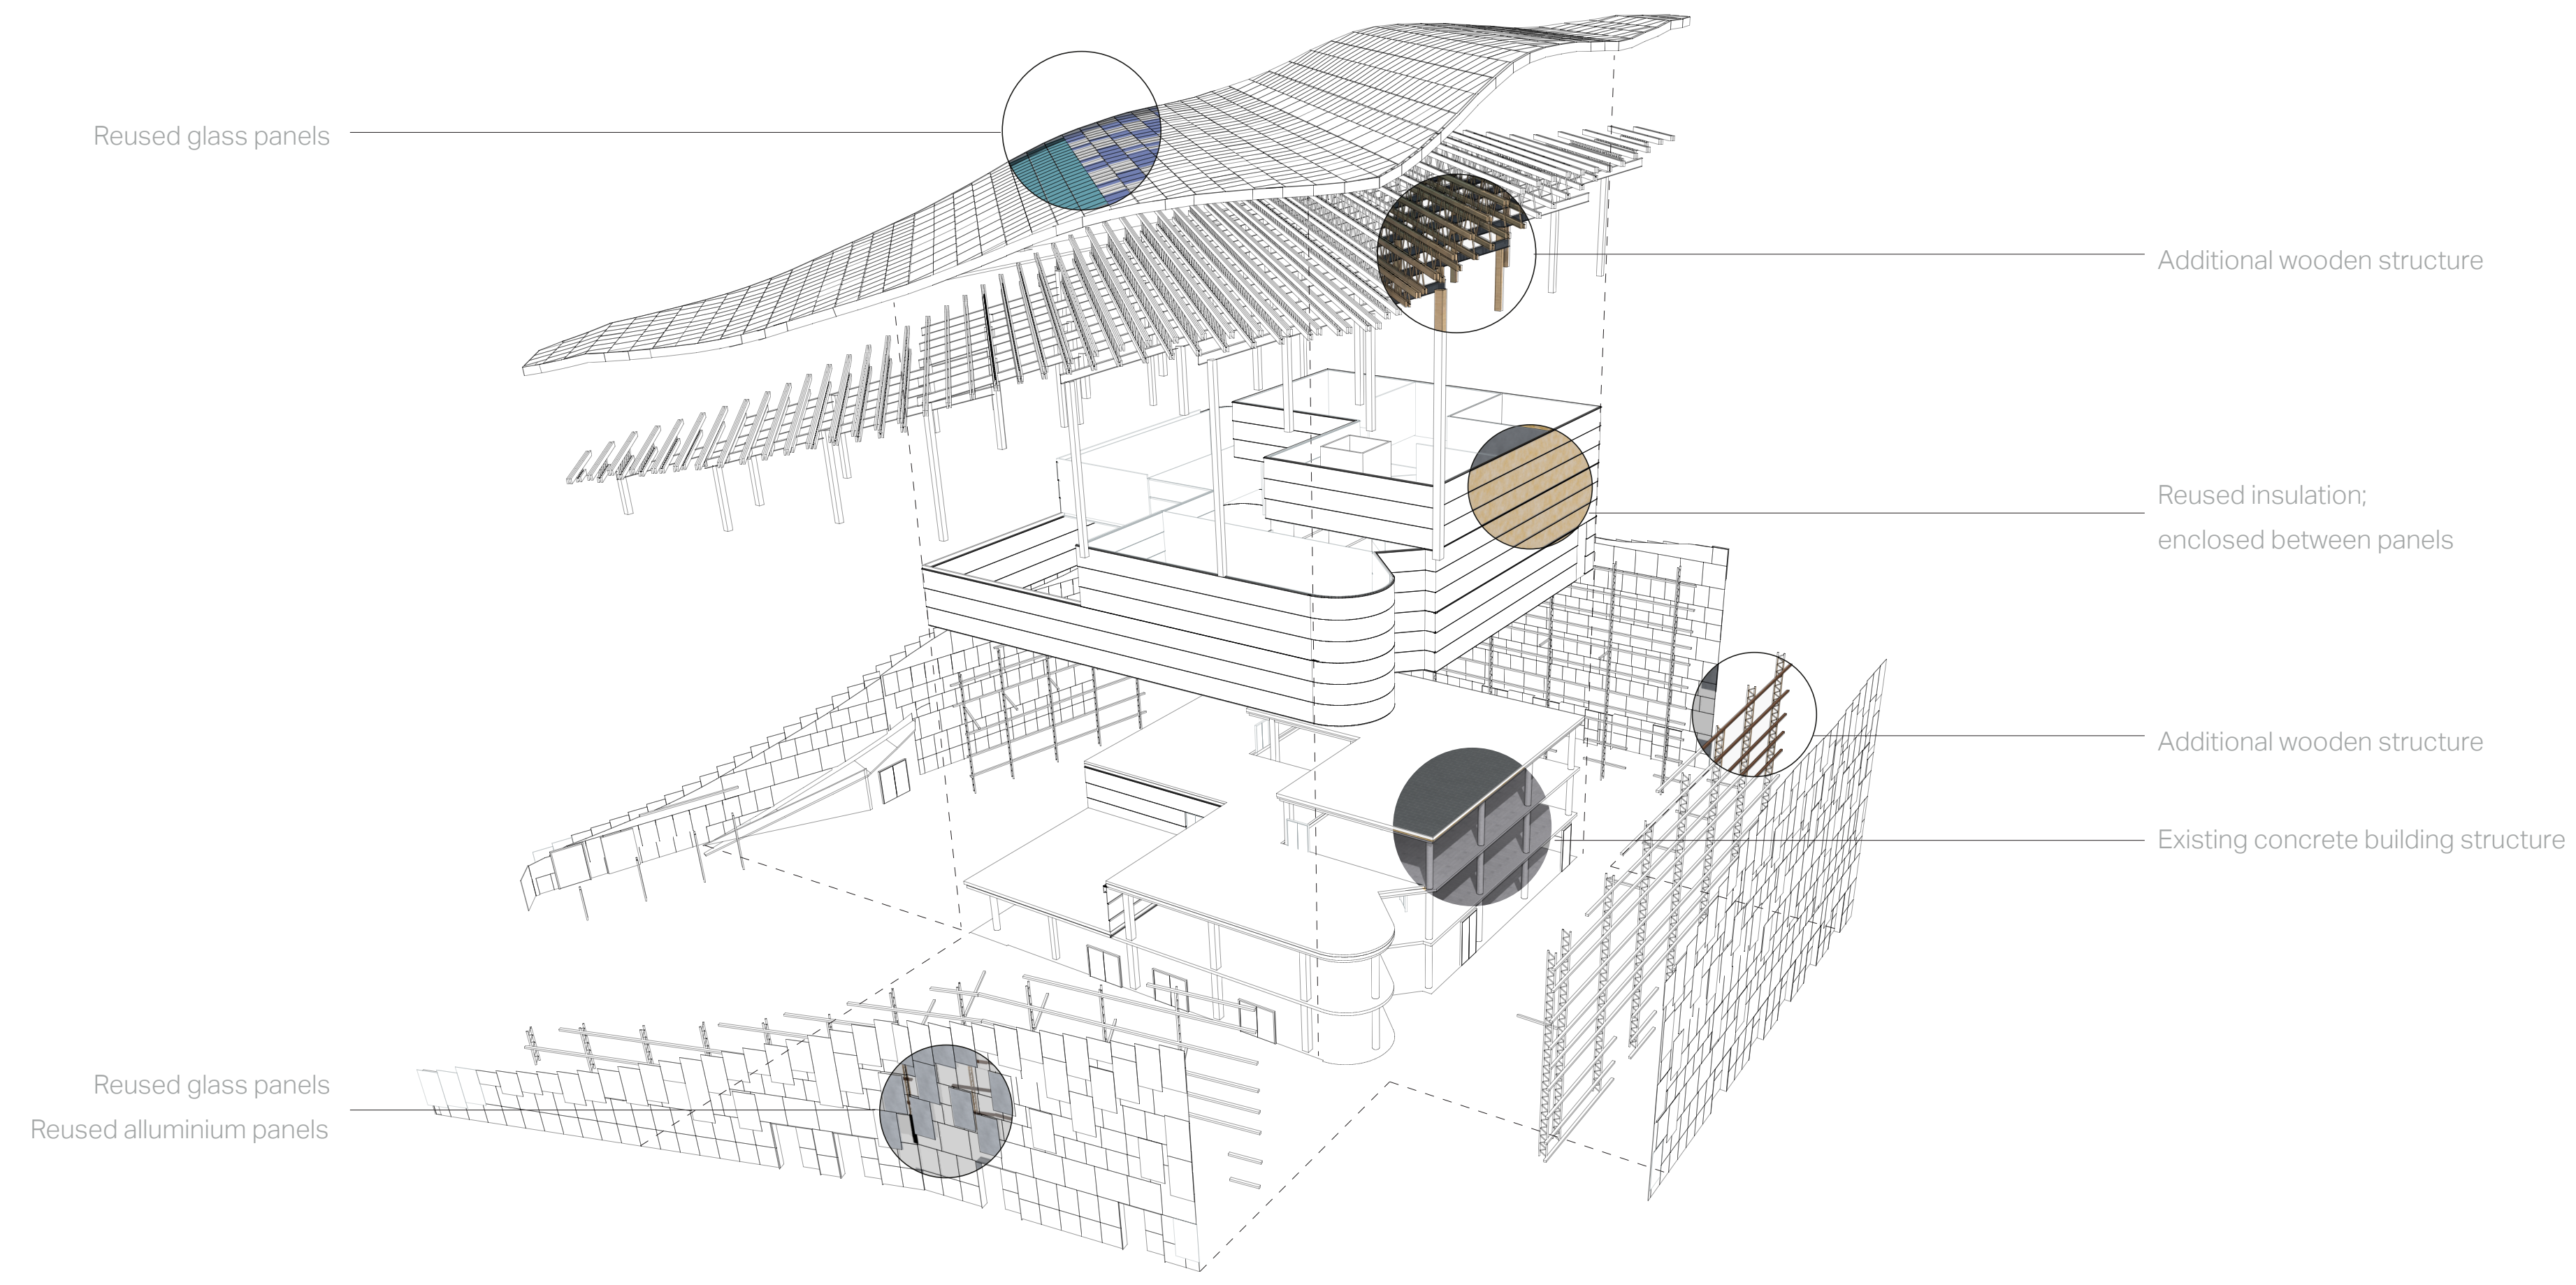 Reused glass panels
Additional wooden structure
Reused insulation;
enclosed between panels
Additional wooden structure
Existing concrete building structure
Reused glass panels
Reused alluminium panels